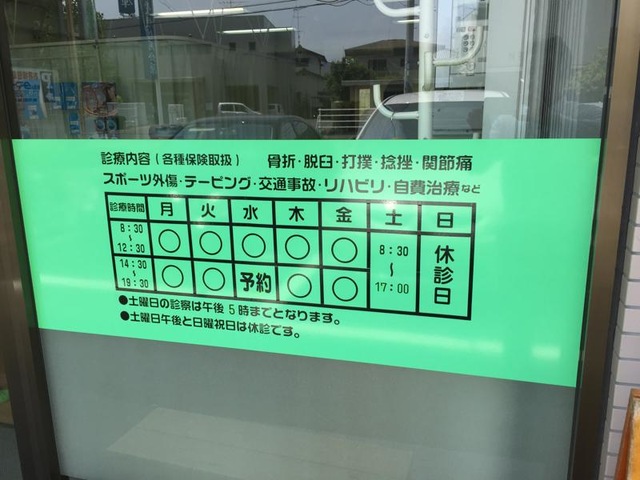 診療内容(各種保険取扱) 骨折・脱臼・打撲・捻挫・関節痛
スポーツ外傷・テーピング・交通事故・リハビリ・自費治療など
診療時間 月 火 水 木 金 土 日
8:30〜12:30 ○ ○ ○ ○ ○ 8:30〜17:00 休診日
14:30〜19:30 ○ ○ 予約 ○ ○
●土曜日の診察は午後5時までとなります。
●土曜日午後と日曜祝日は休診です。